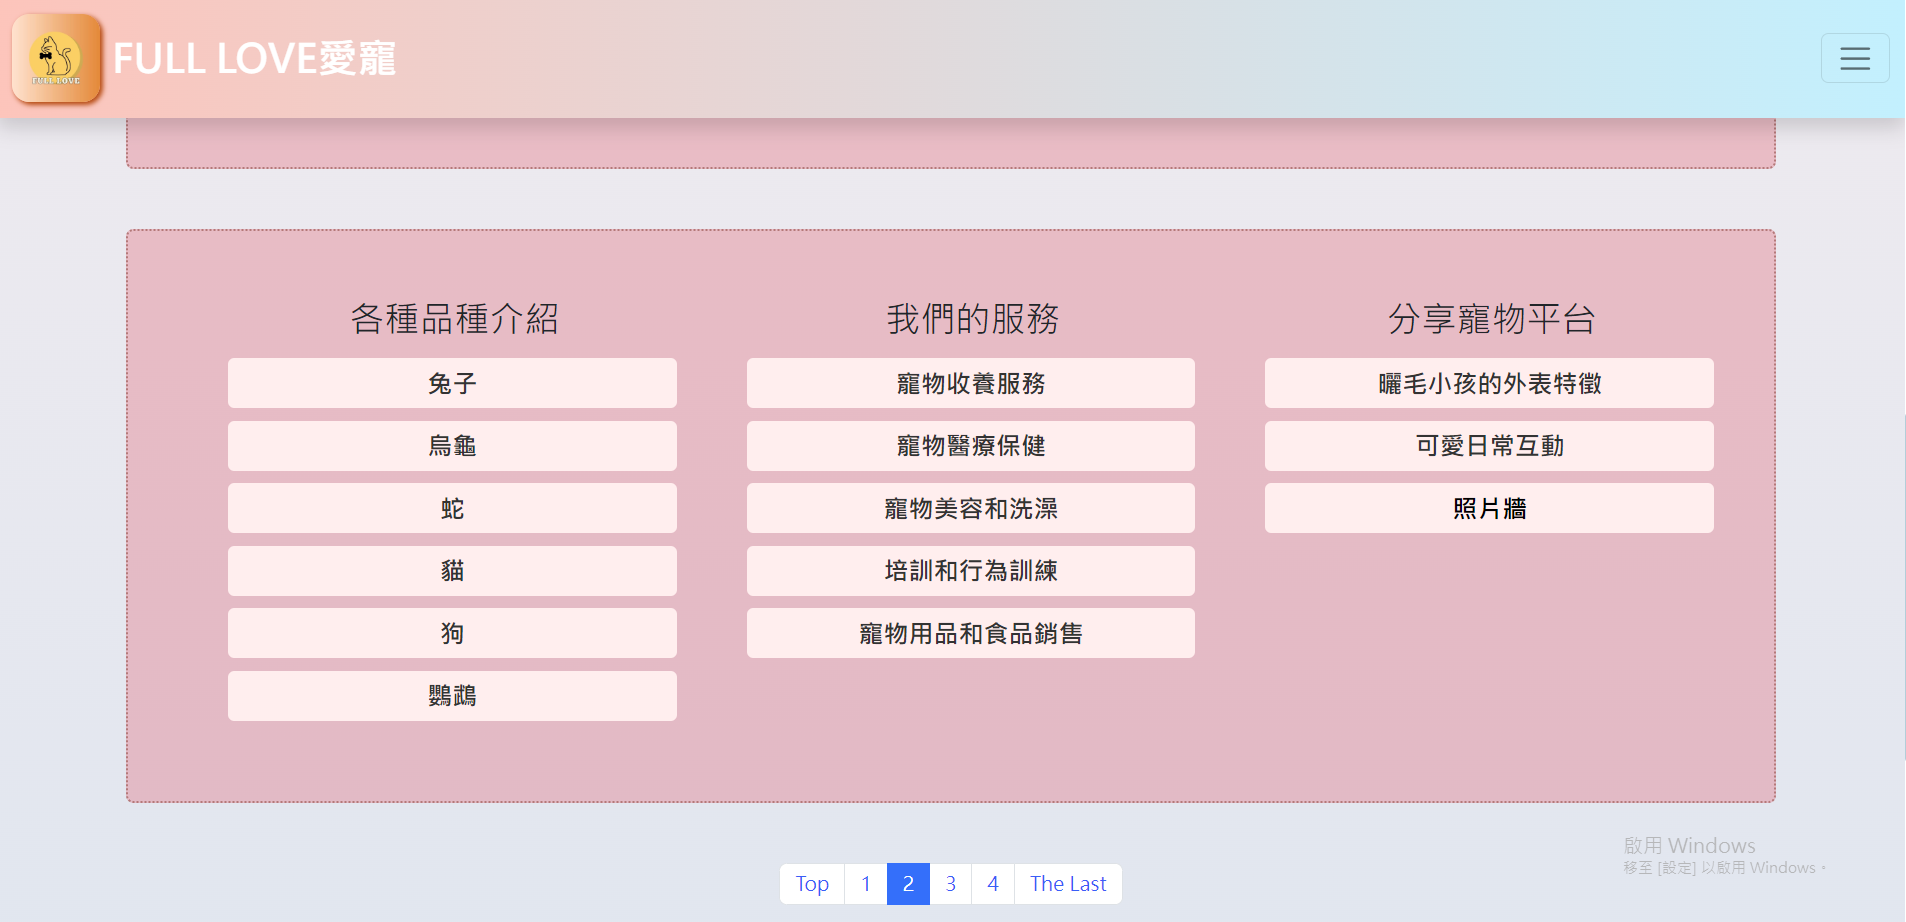 FULL LOVE
FULL LOVE愛寵
各種品種介紹
兔子
烏龜
蛇
貓
狗
鸚鵡
我們的服務
寵物收養服務
寵物醫療保健
寵物美容和洗澡
培訓和行為訓練
寵物用品和食品銷售
分享寵物平台
曬毛小孩的外表特徵
可愛日常互動
照片牆
啟用 Windows
移至 [設定] 以啟用 Windows。
Top 1 2 3 4 The Last